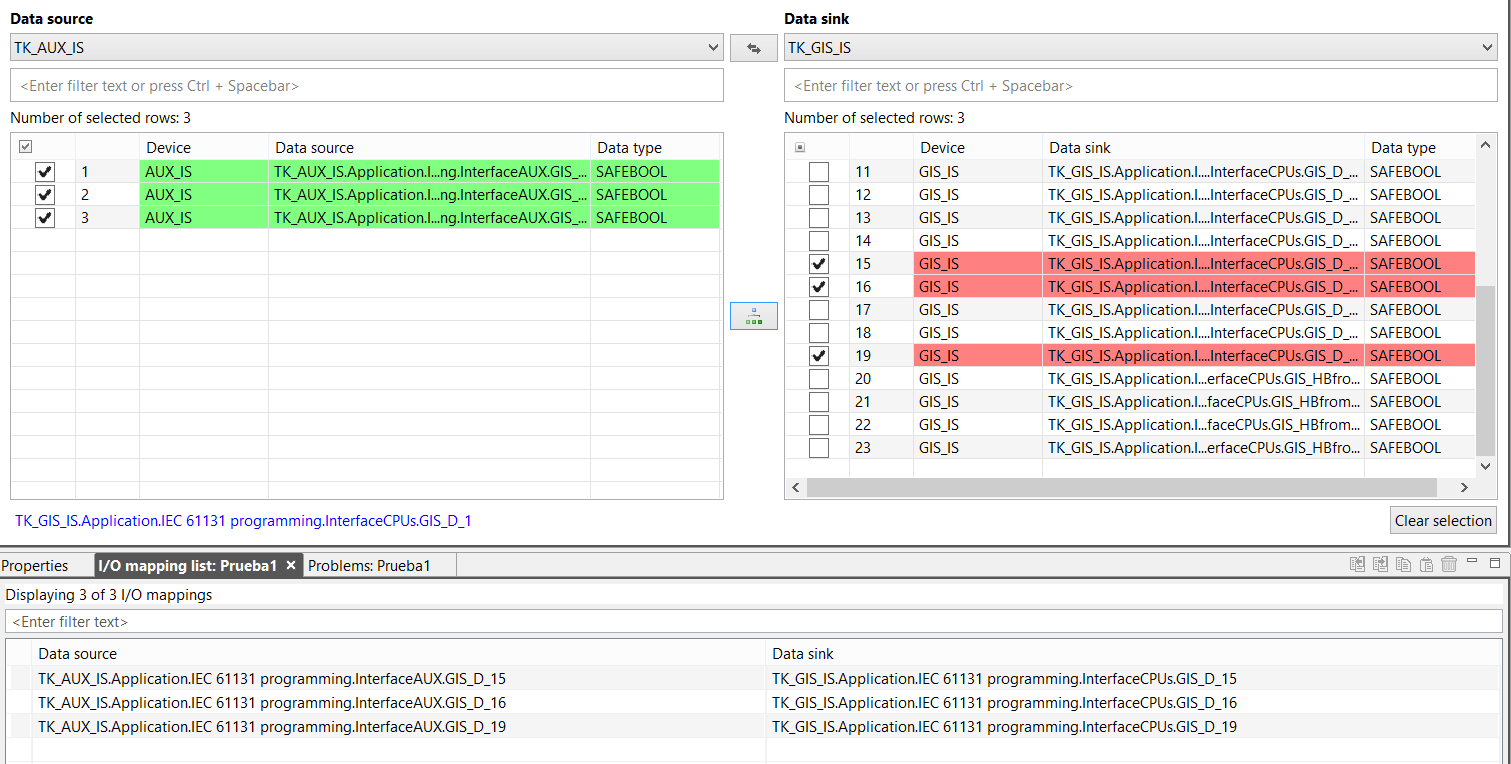 Data source Data sink
TK_AUX_IS TK_GIS_IS
<Enter filter text or press Ctrl + Spacebar> <Enter filter text or press Ctrl + Spacebar>
Number of selected rows: 3 Number of selected rows: 3
Device Data source Data type Device Data sink Data type
1 AUX_IS TK_AUX_IS.Application.I...ng.InterfaceAUX.GIS_... SAFEBOOL 11 GIS_IS TK_GIS_IS.Application.I....InterfaceCPUs.GIS_D_... SAFEBOOL
2 AUX_IS TK_AUX_IS.Application.I...ng.InterfaceAUX.GIS_... SAFEBOOL 12 GIS_IS TK_GIS_IS.Application.I....InterfaceCPUs.GIS_D_... SAFEBOOL
3 AUX_IS TK_AUX_IS.Application.I...ng.InterfaceAUX.GIS_... SAFEBOOL 13 GIS_IS TK_GIS_IS.Application.I....InterfaceCPUs.GIS_D_... SAFEBOOL
14 GIS_IS TK_GIS_IS.Application.I....InterfaceCPUs.GIS_D_... SAFEBOOL
15 GIS_IS TK_GIS_IS.Application.I....InterfaceCPUs.GIS_D_... SAFEBOOL
16 GIS_IS TK_GIS_IS.Application.I....InterfaceCPUs.GIS_D_... SAFEBOOL
17 GIS_IS TK_GIS_IS.Application.I....InterfaceCPUs.GIS_D_... SAFEBOOL
18 GIS_IS TK_GIS_IS.Application.I....InterfaceCPUs.GIS_D_... SAFEBOOL
19 GIS_IS TK_GIS_IS.Application.I....InterfaceCPUs.GIS_D_... SAFEBOOL
20 GIS_IS TK_GIS_IS.Application.I...erfaceCPUs.GIS_HBfro... SAFEBOOL
21 GIS_IS TK_GIS_IS.Application.I...faceCPUs.GIS_HBfrom... SAFEBOOL
22 GIS_IS TK_GIS_IS.Application.I...faceCPUs.GIS_HBfrom... SAFEBOOL
23 GIS_IS TK_GIS_IS.Application.I...erfaceCPUs.GIS_HBfro... SAFEBOOL
TK_GIS_IS.Application.IEC 61131 programming.InterfaceCPUs.GIS_D_1 Clear selection
Properties I/O mapping list: Prueba1 Problems: Prueba1
Displaying 3 of 3 I/O mappings
<Enter filter text>
Data source Data sink
TK_AUX_IS.Application.IEC 61131 programming.InterfaceAUX.GIS_D_15 TK_GIS_IS.Application.IEC 61131 programming.InterfaceCPUs.GIS_D_15
TK_AUX_IS.Application.IEC 61131 programming.InterfaceAUX.GIS_D_16 TK_GIS_IS.Application.IEC 61131 programming.InterfaceCPUs.GIS_D_16
TK_AUX_IS.Application.IEC 61131 programming.InterfaceAUX.GIS_D_19 TK_GIS_IS.Application.IEC 61131 programming.InterfaceCPUs.GIS_D_19